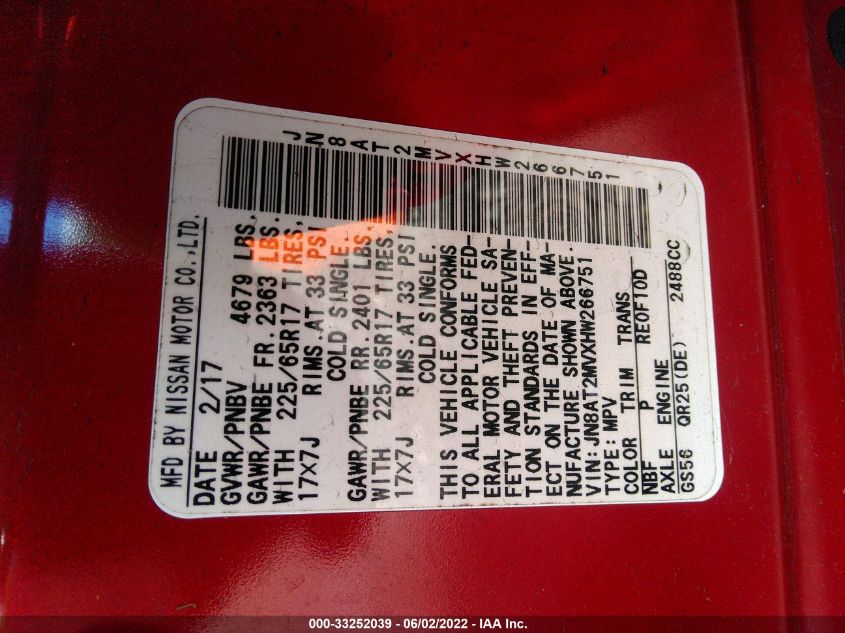 MFD BY NISSAN MOTOR CO.,LTD.
DATE 2/17
GVWR/PNBV 4679 LBS.
GAWR/PNBE FR. 2363 LBS.
WITH 225/65R17 TIRES,
17X7J RIMS.AT 33 PSI
COLD SINGLE.
GAWR/PNBE RR. 2401 LBS.
WITH 225/65R17 TIRES,
17X7J RIMS.AT 33 PSI
COLD SINGLE.
THIS VEHICLE CONFORMS
TO ALL APPLICABLE FED-
ERAL MOTOR VEHICLE SA-
FETY AND THEFT PREVEN-
TION STANDARDS IN EFF-
ECT ON THE DATE OF MA-
NUFACTURE SHOWN ABOVE.
VIN:JN8AT2MVXHW266751
TYPE:MPV
COLOR TRIM TRANS
NBF P RE0F10D
AXLE ENGINE
GS56 QR25(DE) 2488CC
JN8AT2MVXHW266751
000-33252039 - 06/02/2022 - IAA Inc.